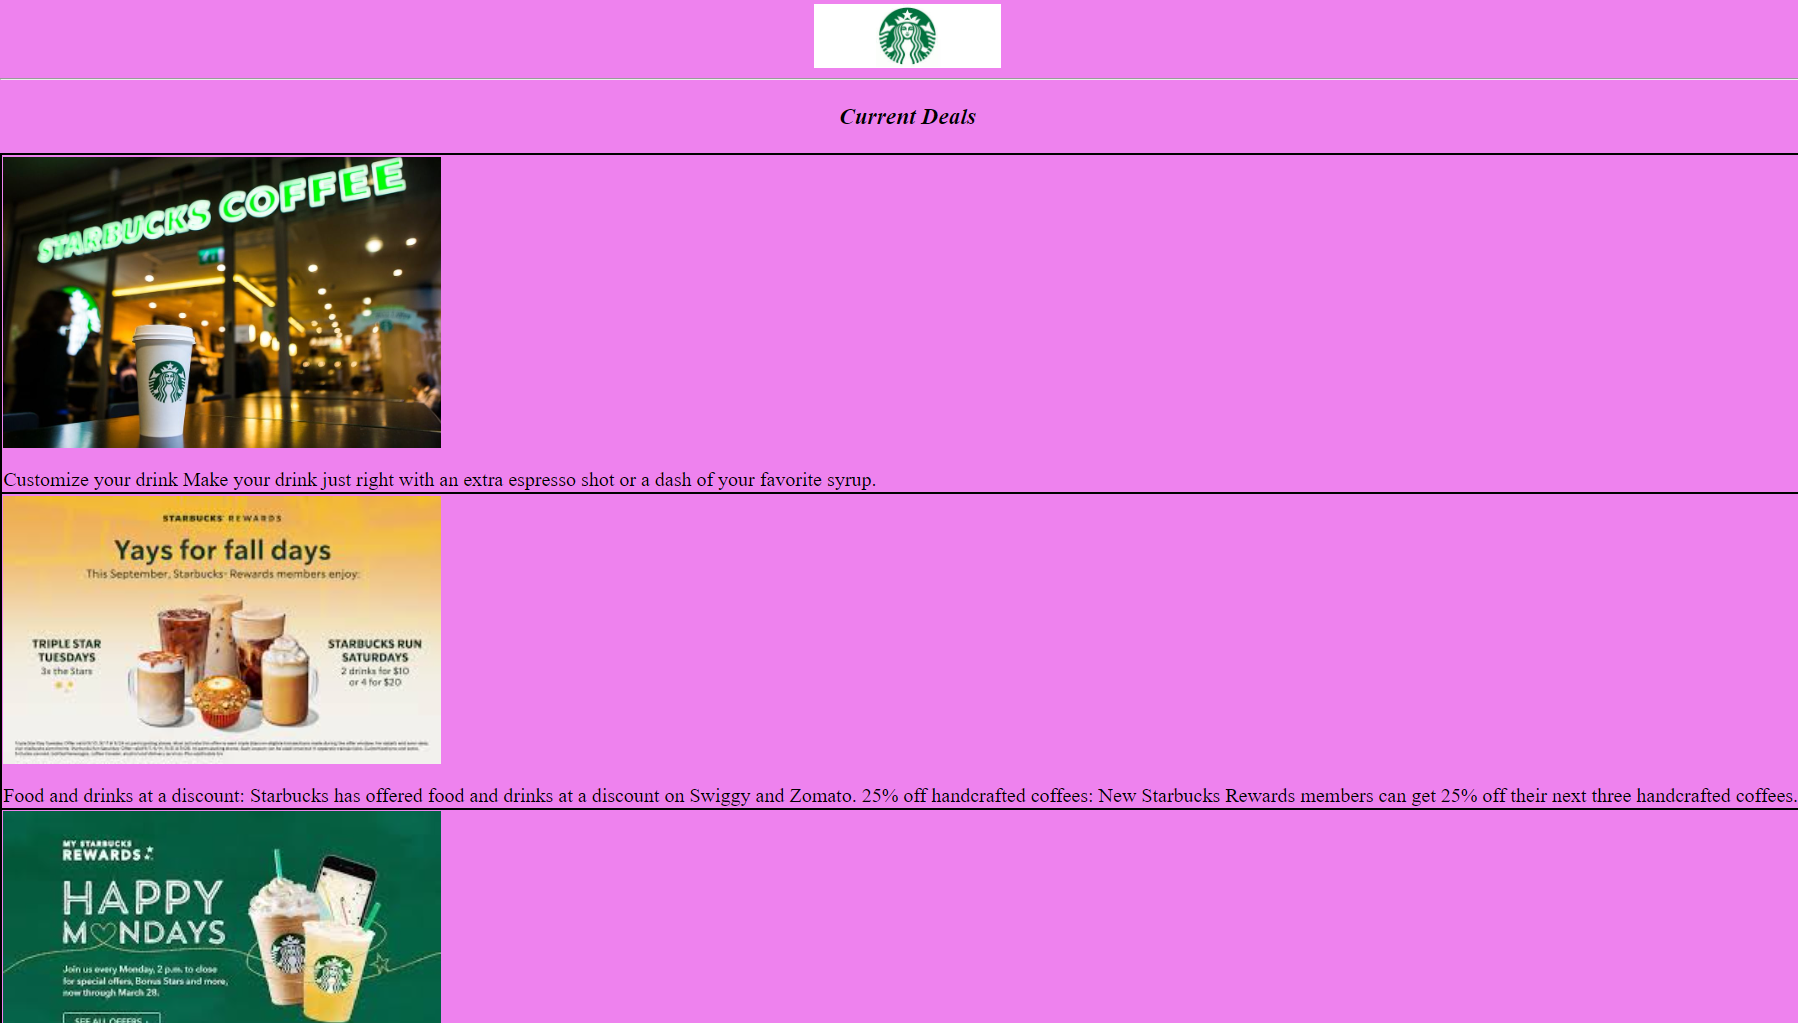 Current Deals
STARBUCKS COFFEE
Customize your drink Make your drink just right with an extra espresso shot or a dash of your favorite syrup.
STARBUCKS® REWARDS
Yays for fall days
This September, Starbucks® Rewards members enjoy:
TRIPLE STAR
TUESDAYS
3x the Stars
STARBUCKS RUN
SATURDAYS
2 drinks for $10
or 4 for $20
Food and drinks at a discount: Starbucks has offered food and drinks at a discount on Swiggy and Zomato. 25% off handcrafted coffees: New Starbucks Rewards members can get 25% off their next three handcrafted coffees.
MY STARBUCKS
REWARDS
HAPPY
MONDAYS
Join us every Monday, 2 p.m. to close
for special offers, Bonus Stars and more,
now through March 28.
SEE ALL OFFERS